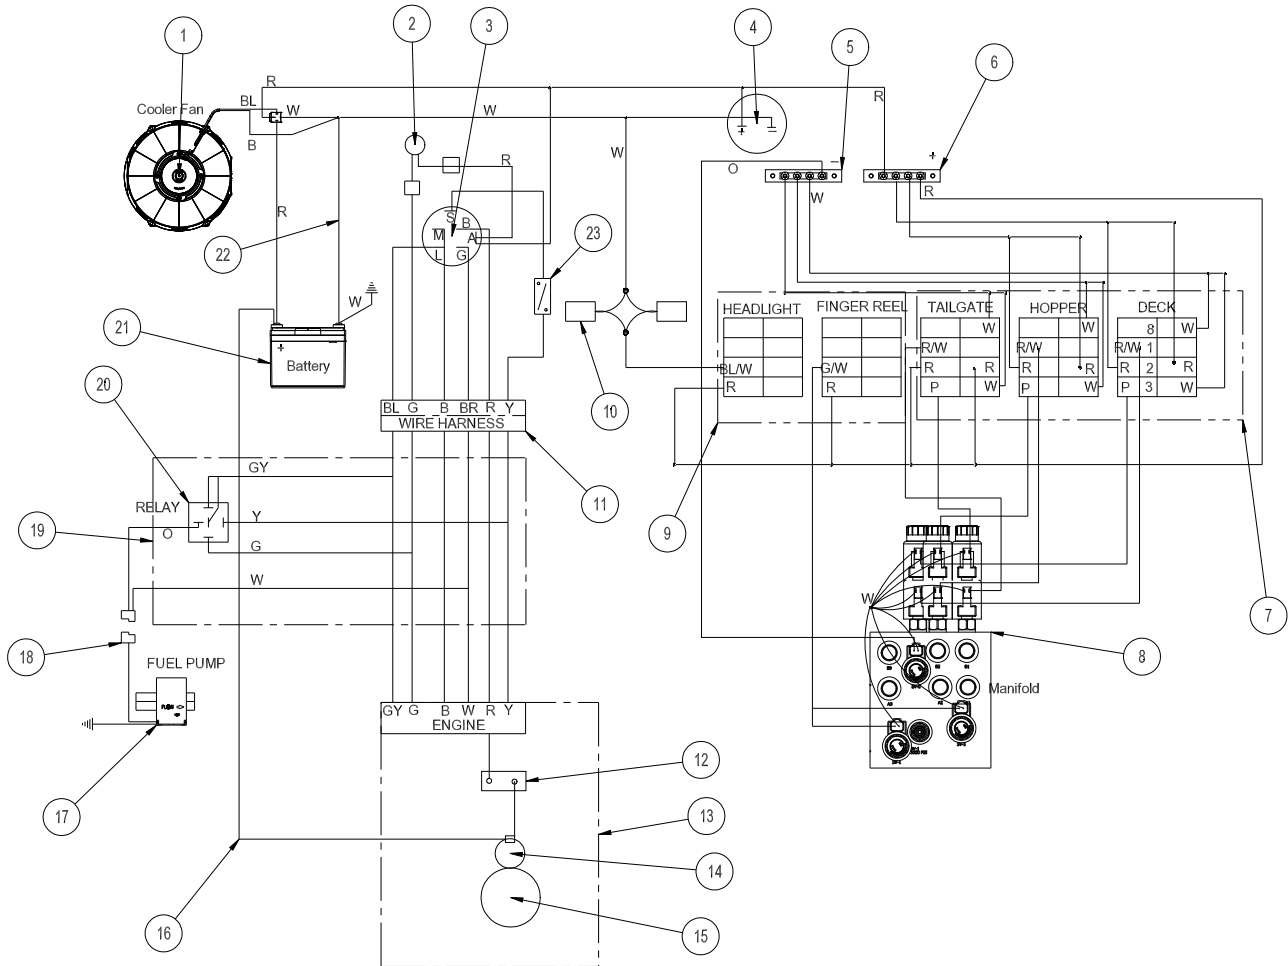 1
2
3
4
5
6
R
BL
Cooler Fan
W
W
B
R
W
R
O
W
R
+
−
+
−
S
B
M
A
L
G
R
22
23
W
21
+
−
Battery
HEADLIGHT
FINGER REEL
TAILGATE
HOPPER
DECK
W
W
8
W
R/W
R/W
R/W
1
BL/W
G/W
R
R
R
R
R
2
R
R
R
P
W
P
W
P
3
W
20
10
BL G B BR R Y
WIRE HARNESS
11
9
7
GY
RELAY
O
Y
G
W
19
18
FUEL PUMP
17
W
8
Manifold
GY G B W R Y
ENGINE
12
13
14
15
16